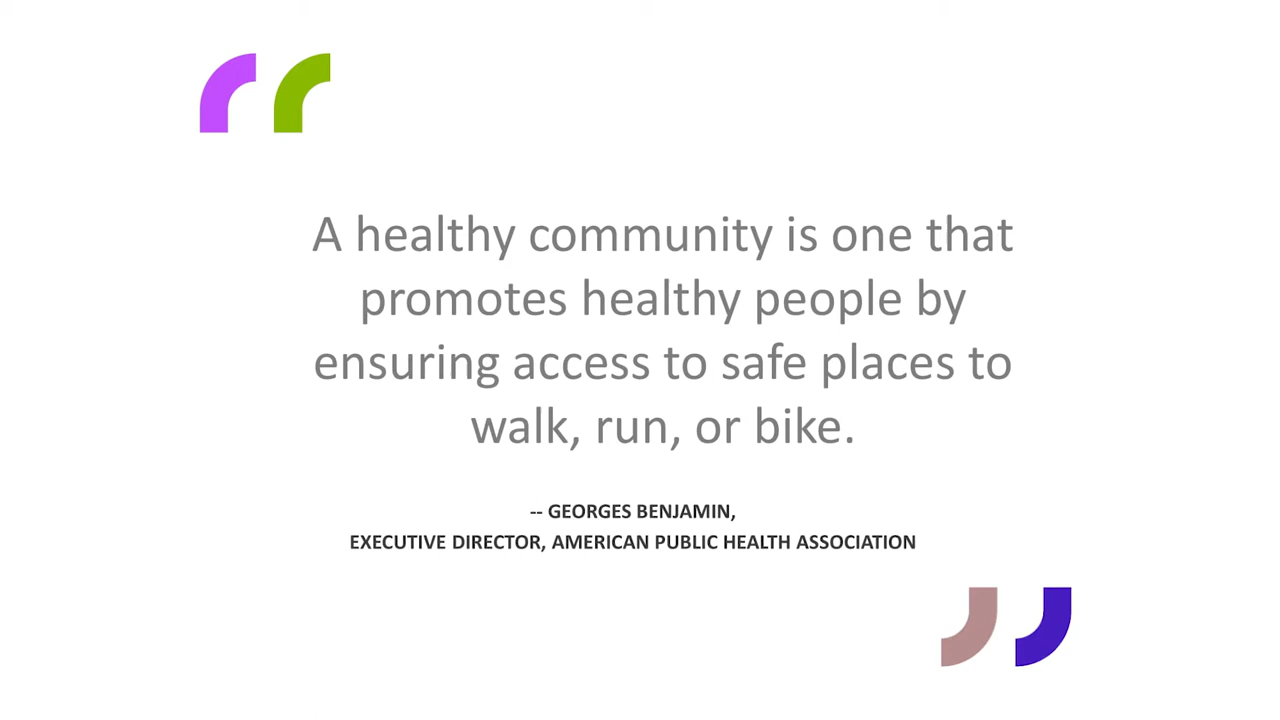 A healthy community is one that
promotes healthy people by
ensuring access to safe places to
walk, run, or bike.
-- GEORGES BENJAMIN,
EXECUTIVE DIRECTOR, AMERICAN PUBLIC HEALTH ASSOCIATION